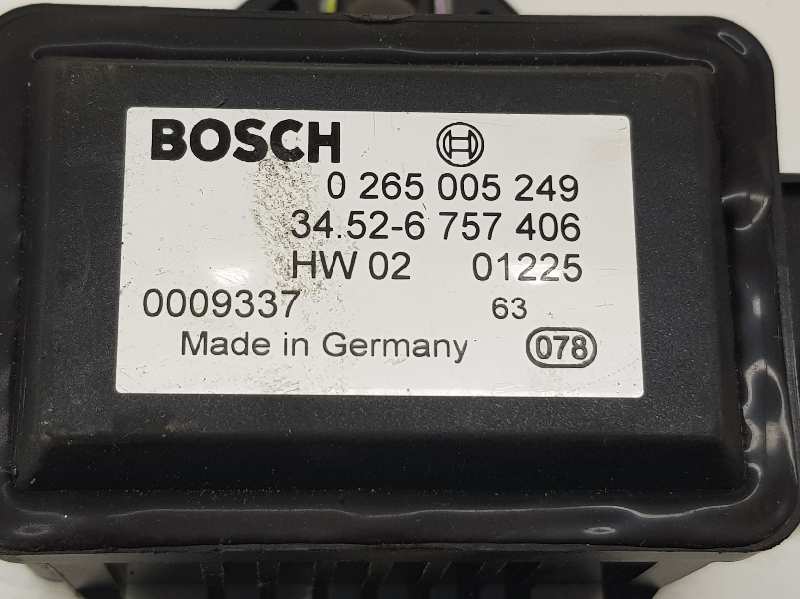 BOSCH
0 265 005 249
34.52-6 757 406
HW 02 01225
0009337 63
Made in Germany 078